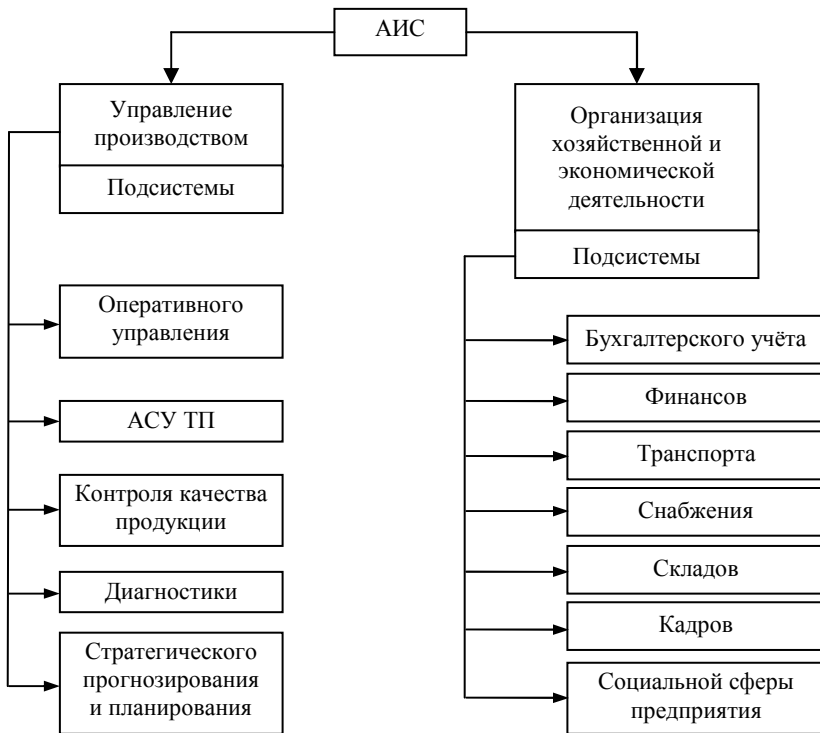 АИС
Управление
производством
Подсистемы
Оперативного
управления
АСУ ТП
Контроля качества
продукции
Диагностики
Стратегического
прогнозирования
и планирования
Организация
хозяйственной и
экономической
деятельности
Подсистемы
Бухгалтерского учёта
Финансов
Транспорта
Снабжения
Складов
Кадров
Социальной сферы
предприятия